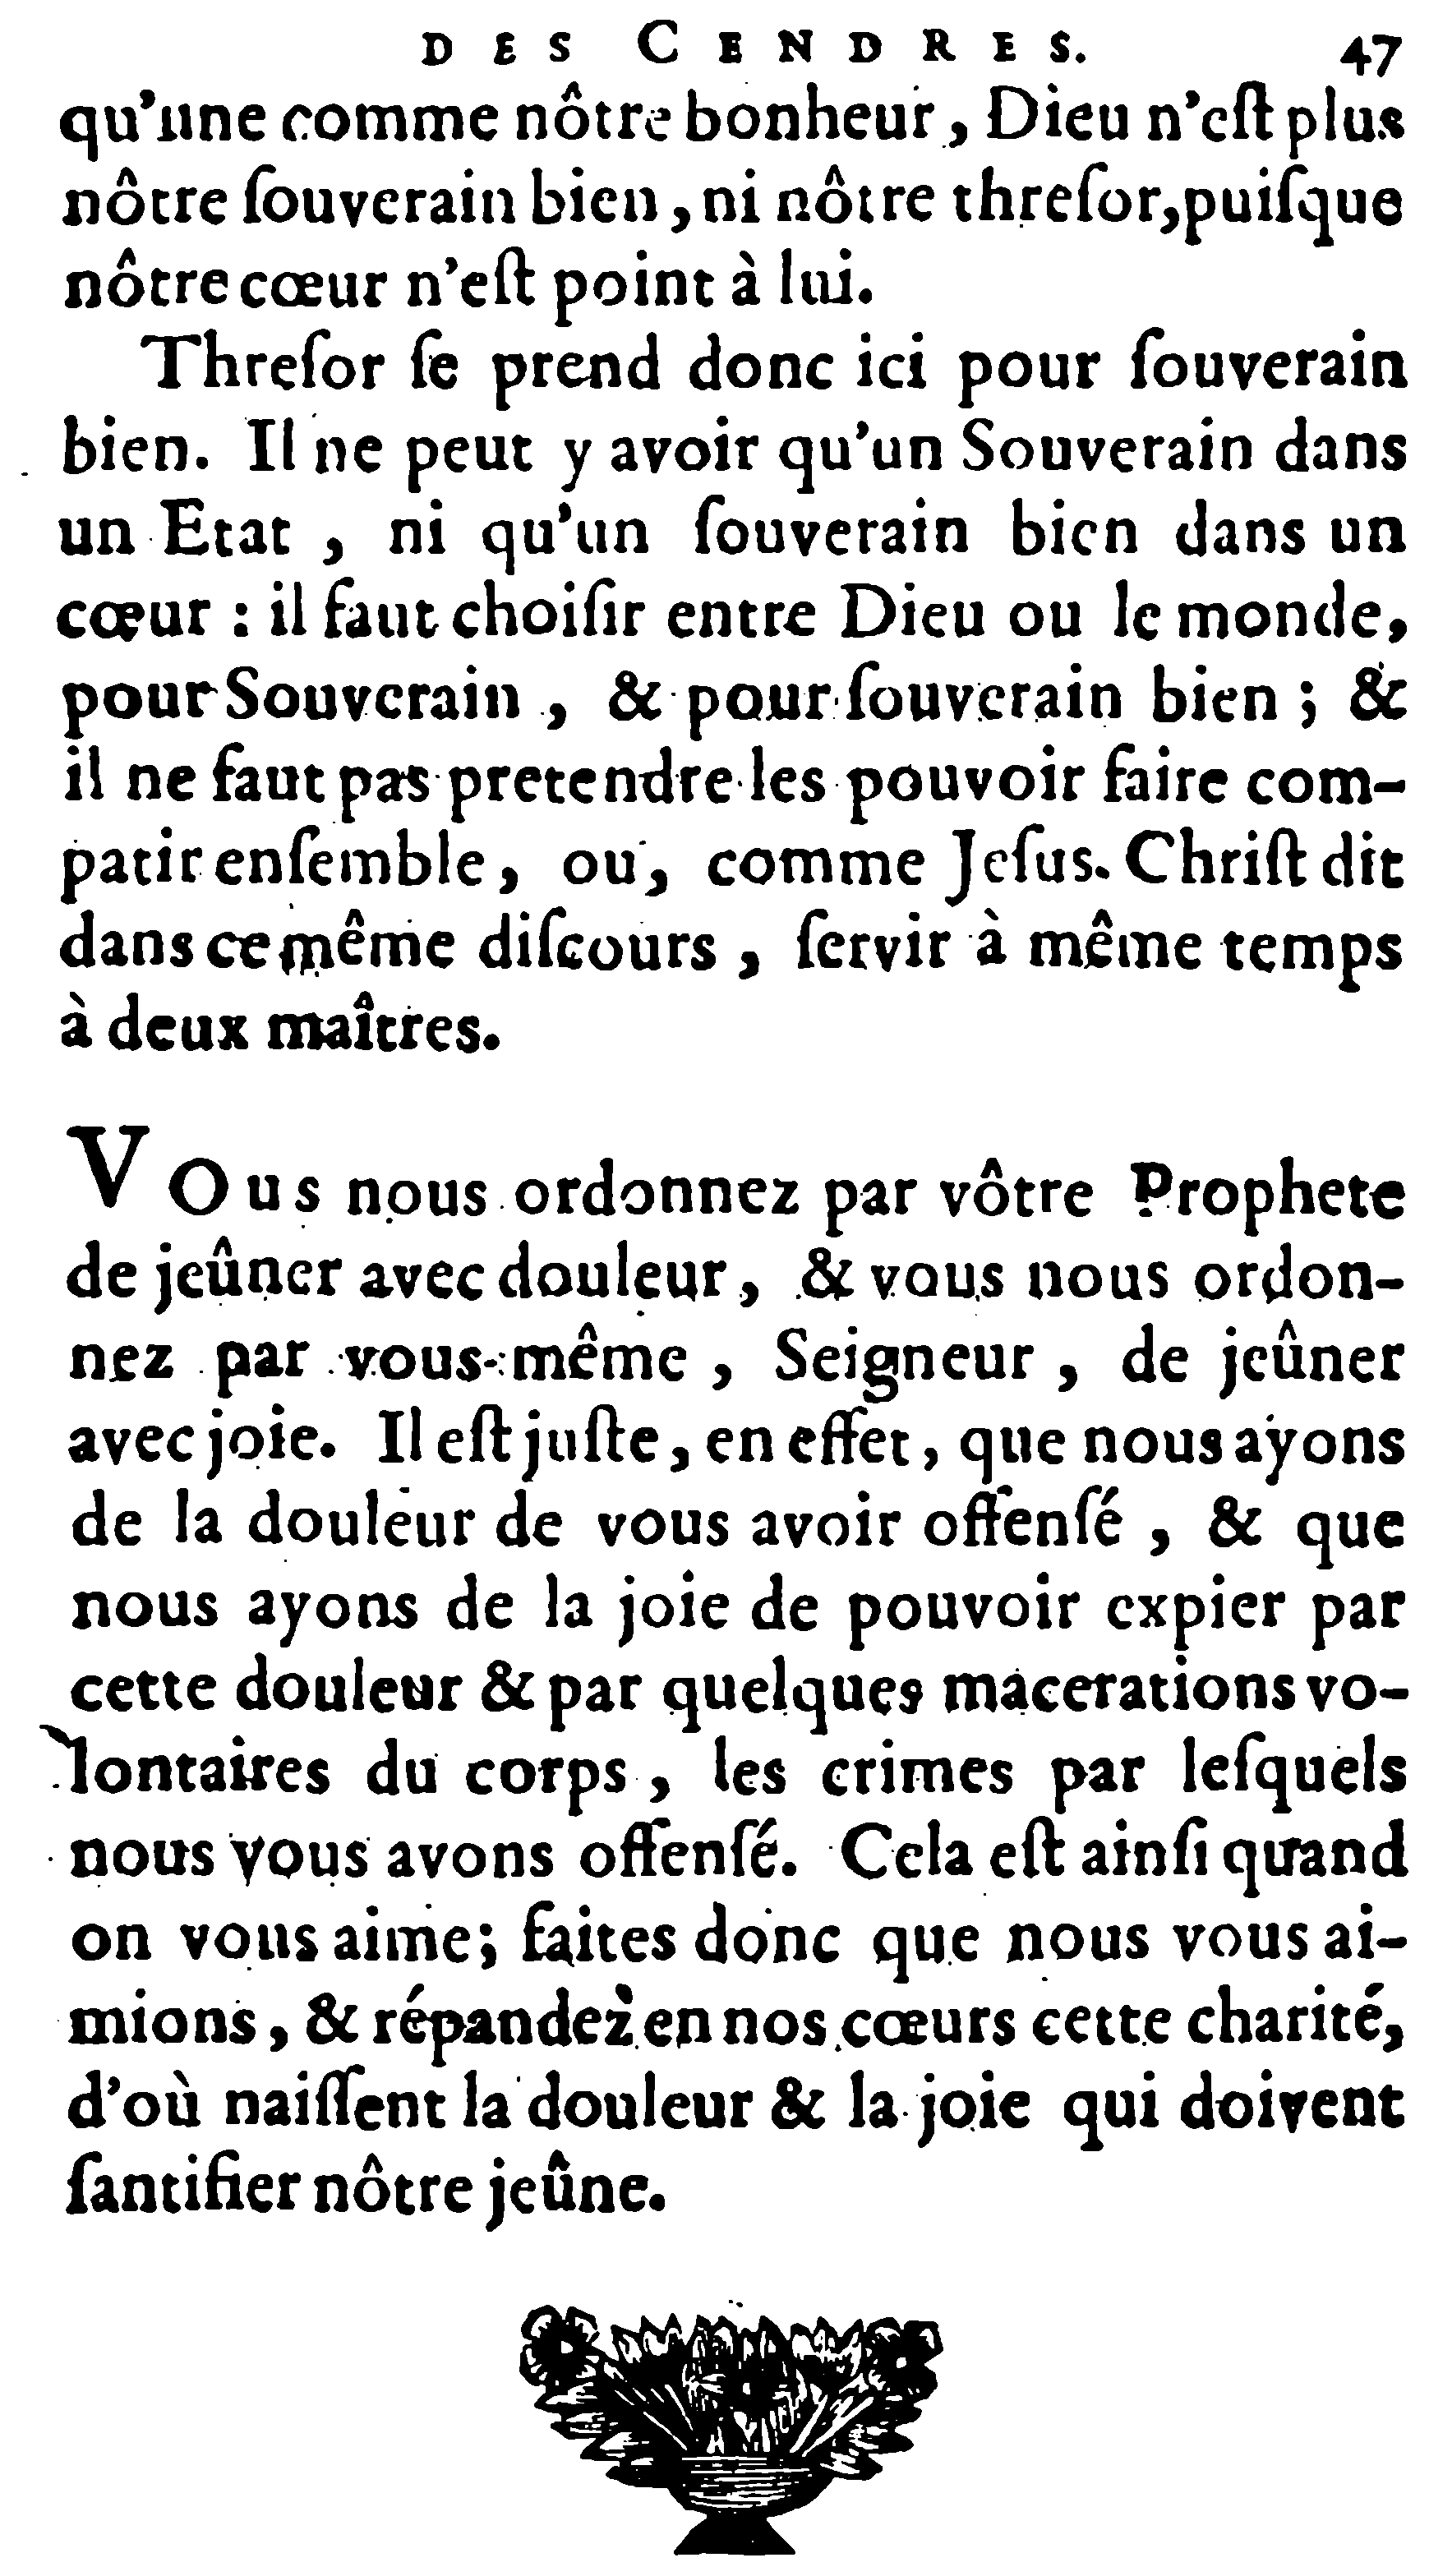 DES CENDRES. 47
qu'une comme nôtre bonheur, Dieu n'eſt plus
nôtre ſouverain bien, ni nôtre threſor, puiſque
nôtre cœur n'eſt point à lui.
Threſor ſe prend donc ici pour ſouverain
bien. Il ne peut y avoir qu'un Souverain dans
un Etat, ni qu'un ſouverain bien dans un
cœur : il faut choiſir entre Dieu ou le monde,
pour Souverain, & pour ſouverain bien ; &
il ne faut pas pretendre les pouvoir faire com-
patir enſemble, ou, comme Jeſus-Chriſt dit
dans ce même diſcours, ſervir à même temps
à deux maîtres.
VOus nous ordonnez par vôtre Prophete
de jeûner avec douleur, & vous nous ordon-
nez par vous-même, Seigneur, de jeûner
avec joie. Il eſt juſte, en effet, que nous ayons
de la douleur de vous avoir offenſé, & que
nous ayons de la joie de pouvoir expier par
cette douleur & par quelques macerations vo-
lontaires du corps, les crimes par leſquels
nous vous avons offenſé. Cela eſt ainſi quand
on vous aime; faites donc que nous vous ai-
mions, & répandez en nos cœurs cette charité,
d'où naiſſent la douleur & la joie qui doivent
ſantifier nôtre jeûne.